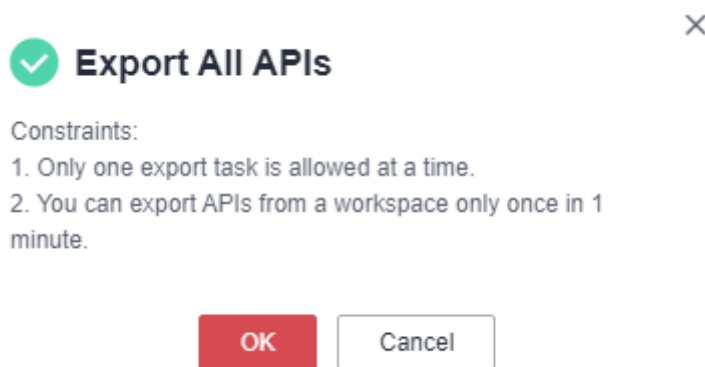 Export All APIs
Constraints:
1. Only one export task is allowed at a time.
2. You can export APIs from a workspace only once in 1
minute.
OK
Cancel